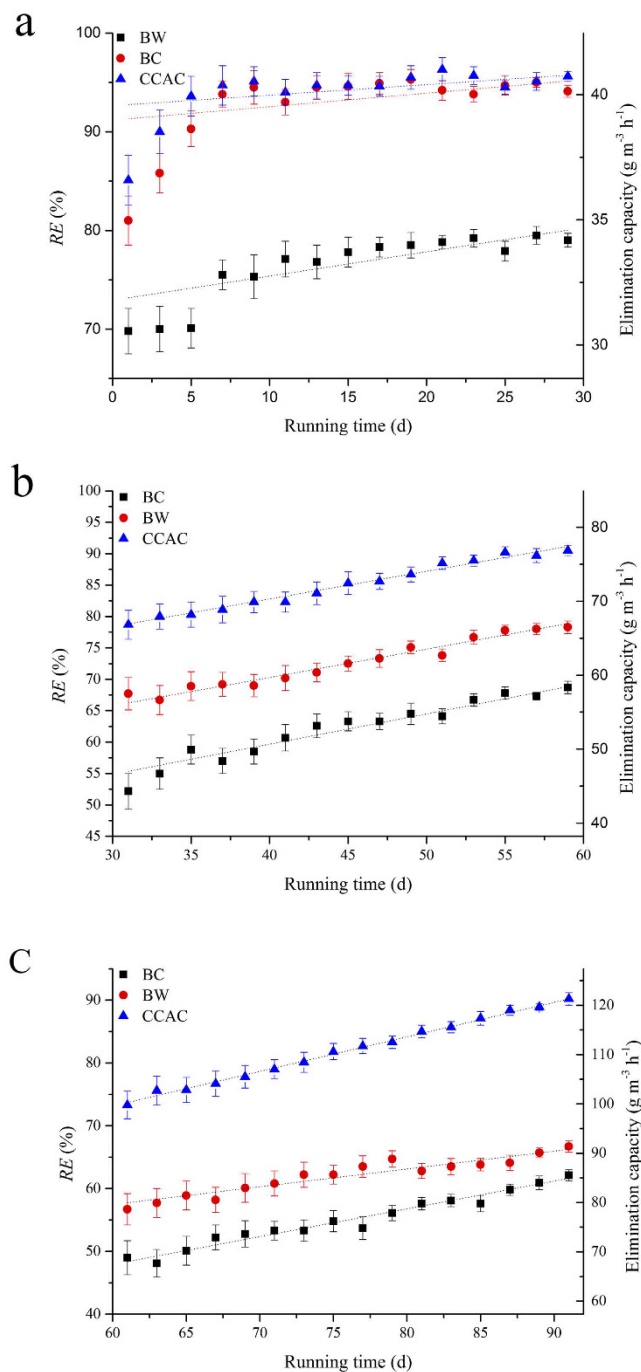 a
BW
BC
CCAC
100
90
80
70
RE (%)
40
35
30
Elimination capacity (g m⁻³ h⁻¹)
0 5 10 15 20 25 30
Running time (d)
b
BC
BW
CCAC
100
95
90
85
80
75
70
65
60
55
50
45
RE (%)
80
70
60
50
40
Elimination capacity (g m⁻³ h⁻¹)
30 35 40 45 50 55 60
Running time (d)
C
BC
BW
CCAC
90
80
70
60
50
40
RE (%)
120
110
100
90
80
70
60
Elimination capacity (g m⁻³ h⁻¹)
60 65 70 75 80 85 90
Running time (d)